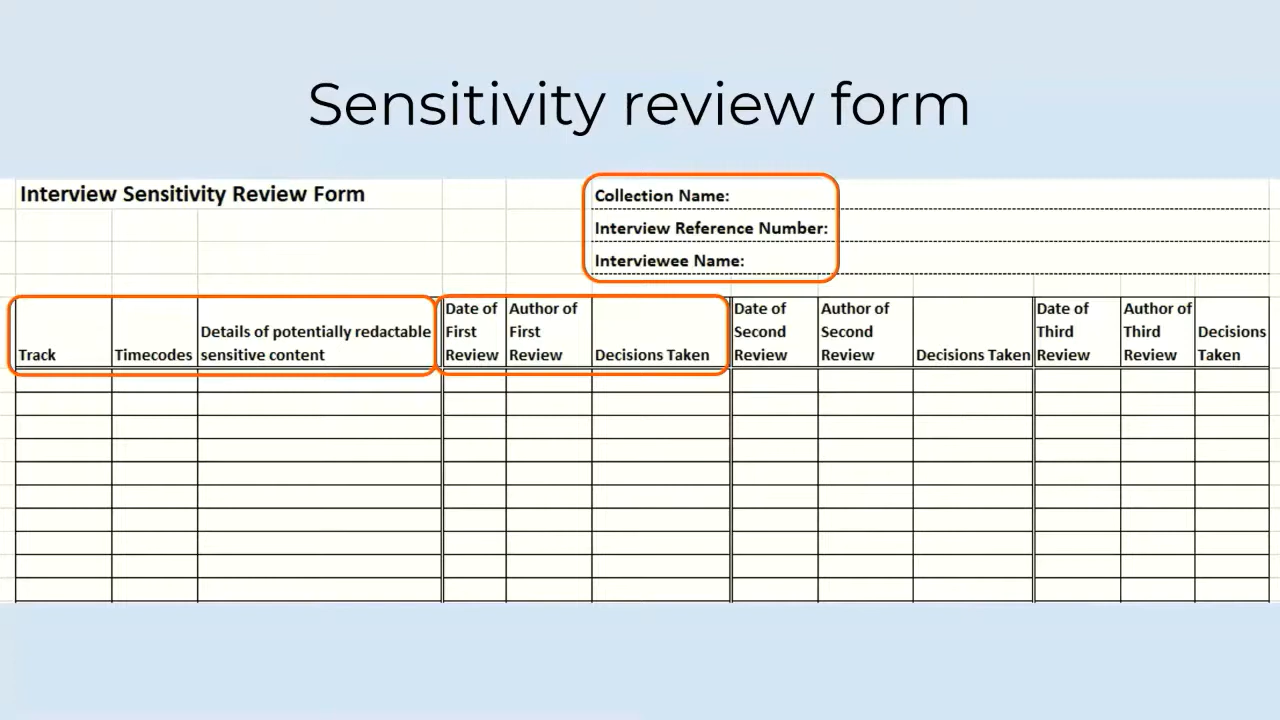 Sensitivity review form
Interview Sensitivity Review Form
Collection Name:
Interview Reference Number:
Interviewee Name:
Track
Timecodes
Details of potentially redactable
sensitive content
Date of
First
Review
Author of
First
Review
Decisions Taken
Date of
Second
Review
Author of
Second
Review
Decisions Taken
Date of
Third
Review
Author of
Third
Review
Decisions
Taken